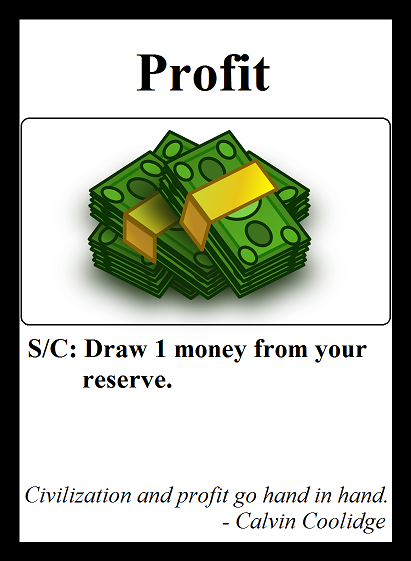 Profit
S/C: Draw 1 money from your
reserve.
Civilization and profit go hand in hand.
- Calvin Coolidge